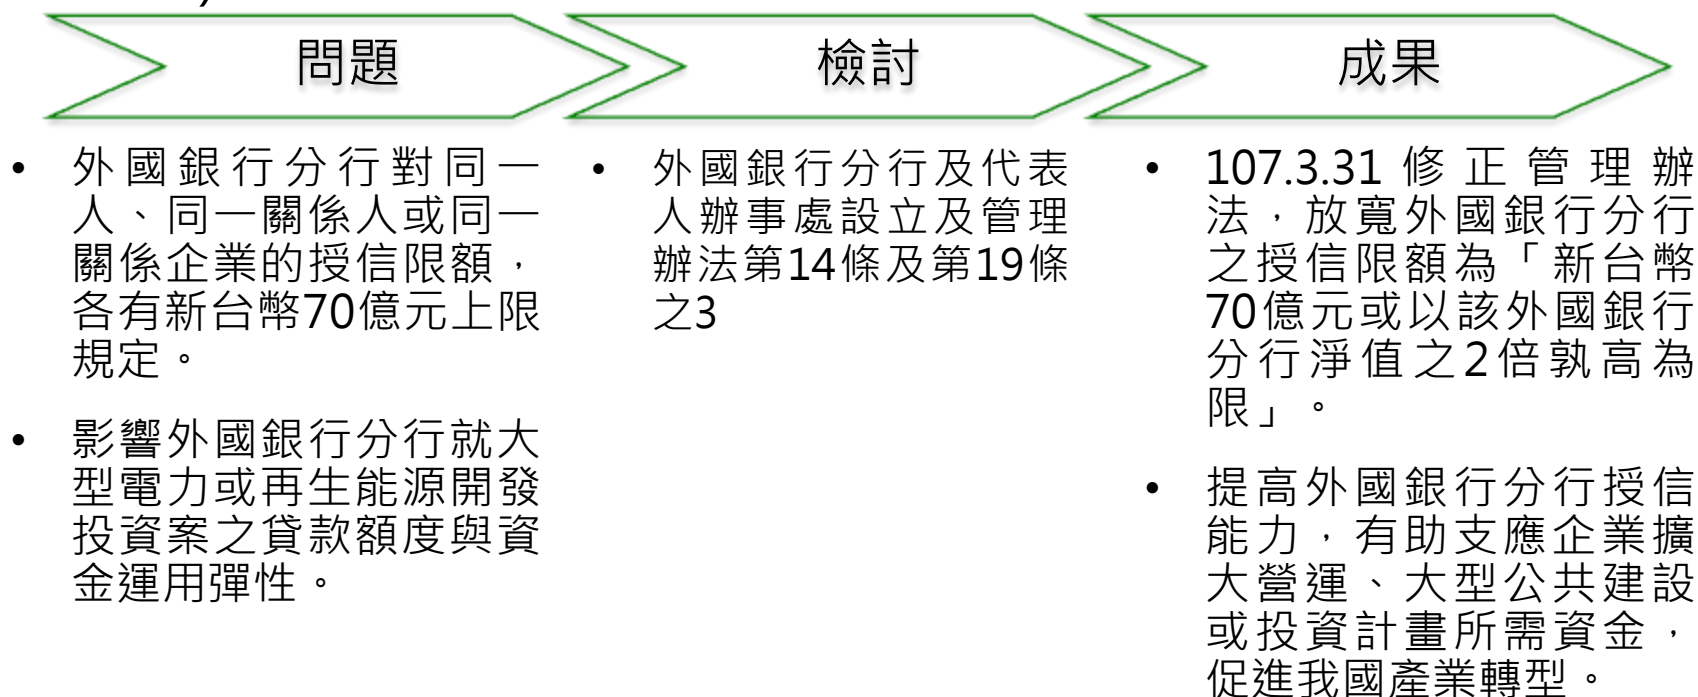 問題
外國銀行分行對同一
人、同一關係人或同一
關係企業的授信限額，
各有新台幣70億元上限
規定。
影響外國銀行分行就大
型電力或再生能源開發
投資案之貸款額度與資
金運用彈性。
檢討
外國銀行分行及代表
人辦事處設立及管理
辦法第14條及第19條
之3
成果
107.3.31修正管理辦
法，放寬外國銀行分行
之授信限額為「新台幣
70億元或以該外國銀行
分行淨值之2倍孰高為
限」。
提高外國銀行分行授信
能力，有助支應企業擴
大營運、大型公共建設
或投資計畫所需資金，
促進我國產業轉型。